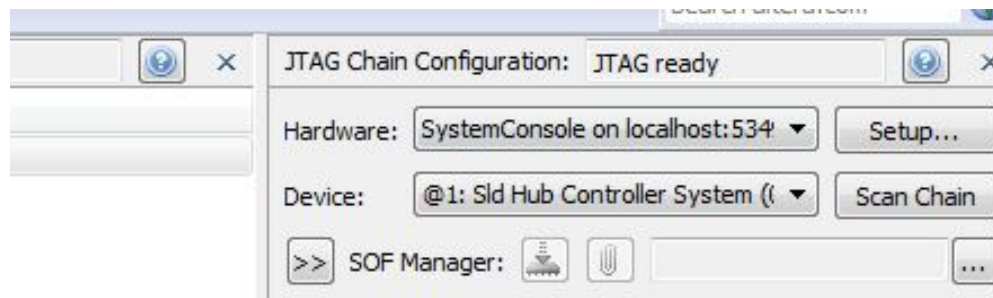 JTAG Chain Configuration: JTAG ready
Hardware: SystemConsole on localhost:534 Setup...
Device: @1: Sld Hub Controller System (( Scan Chain
>> SOF Manager: ...